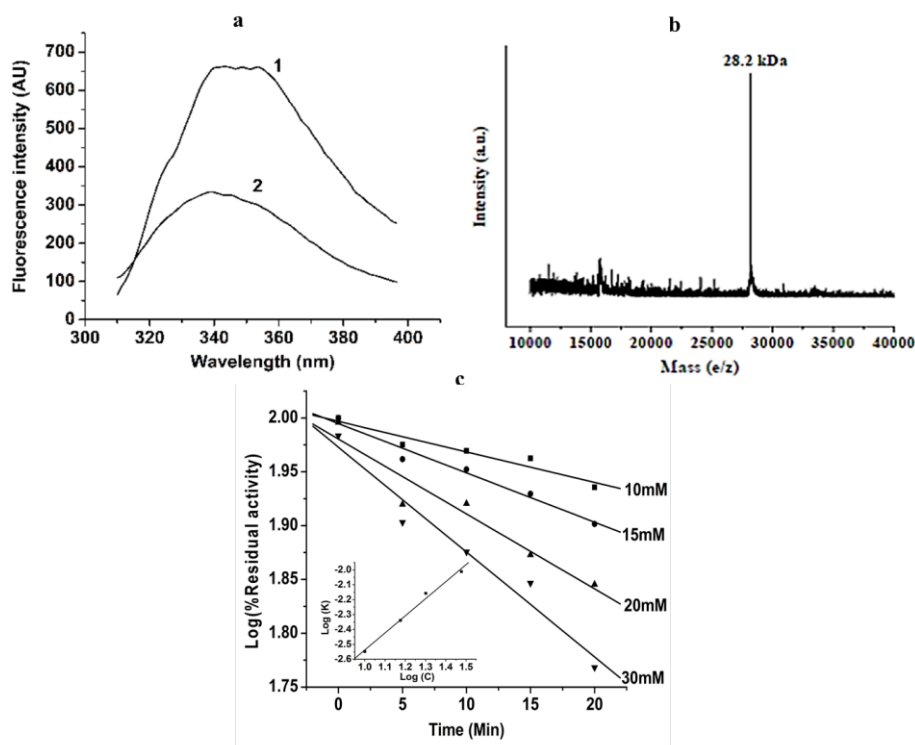 a
700
600
500
400
300
200
100
0
Fluorescence intensity (AU)
1
2
300 320 340 360 380 400
Wavelength (nm)
b
28.2 kDa
Intensity (a.u.)
10000 15000 20000 25000 30000 35000 40000
Mass (e/z)
c
2.00
1.95
1.90
1.85
1.80
1.75
Log(%Residual activity)
10mM
15mM
20mM
30mM
-2.0
-2.1
-2.2
-2.3
-2.4
-2.5
-2.6
Log (K)
1.0 1.1 1.2 1.3 1.4 1.5
Log (C)
0 5 10 15 20
Time (Min)